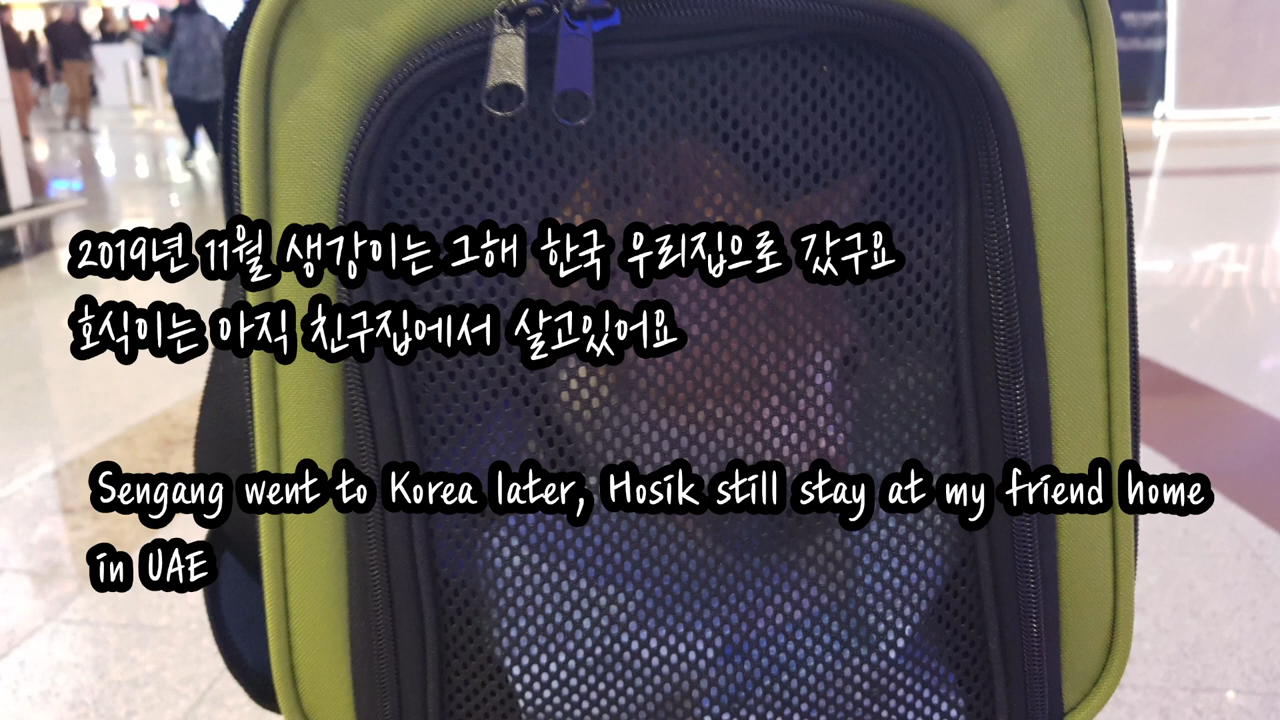 2019년 11월 생강이는 그해 한국 우리집으로 갔구요
호식이는 아직 친구집에서 살고있어요
Sengang went to Korea later, Hosik still stay at my friend home
in UAE